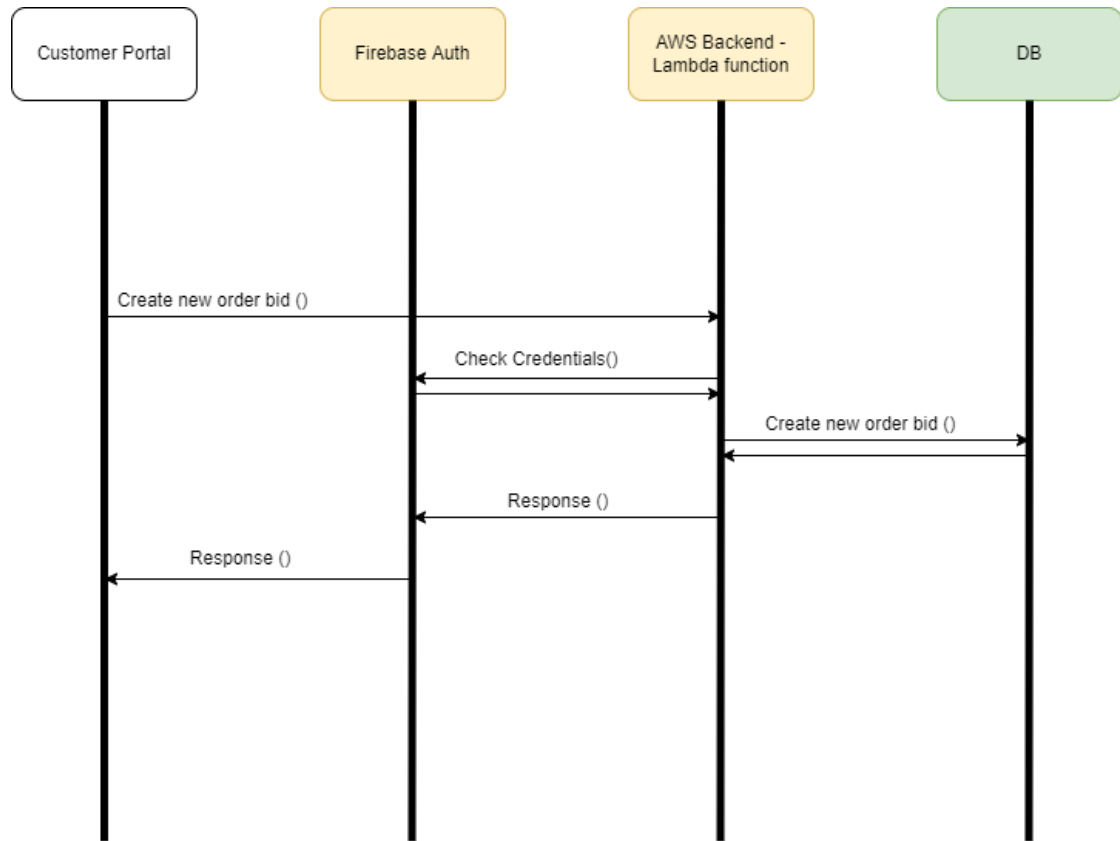 Customer Portal
Firebase Auth
AWS Backend -
Lambda function
DB
Create new order bid ()
Check Credentials()
Create new order bid ()
Response ()
Response ()